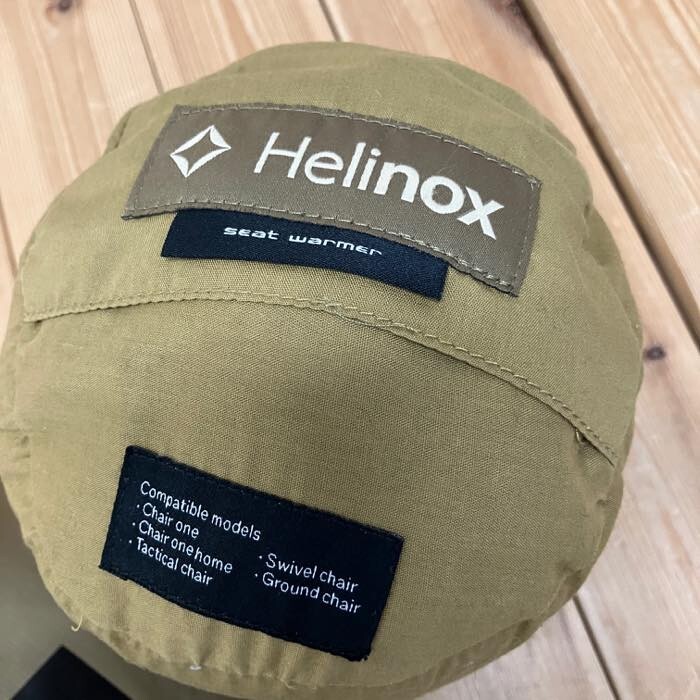 Helinox
seat warmer
Compatible models
· Chair one
· Chair one home
· Tactical chair
· Swivel chair
· Ground chair